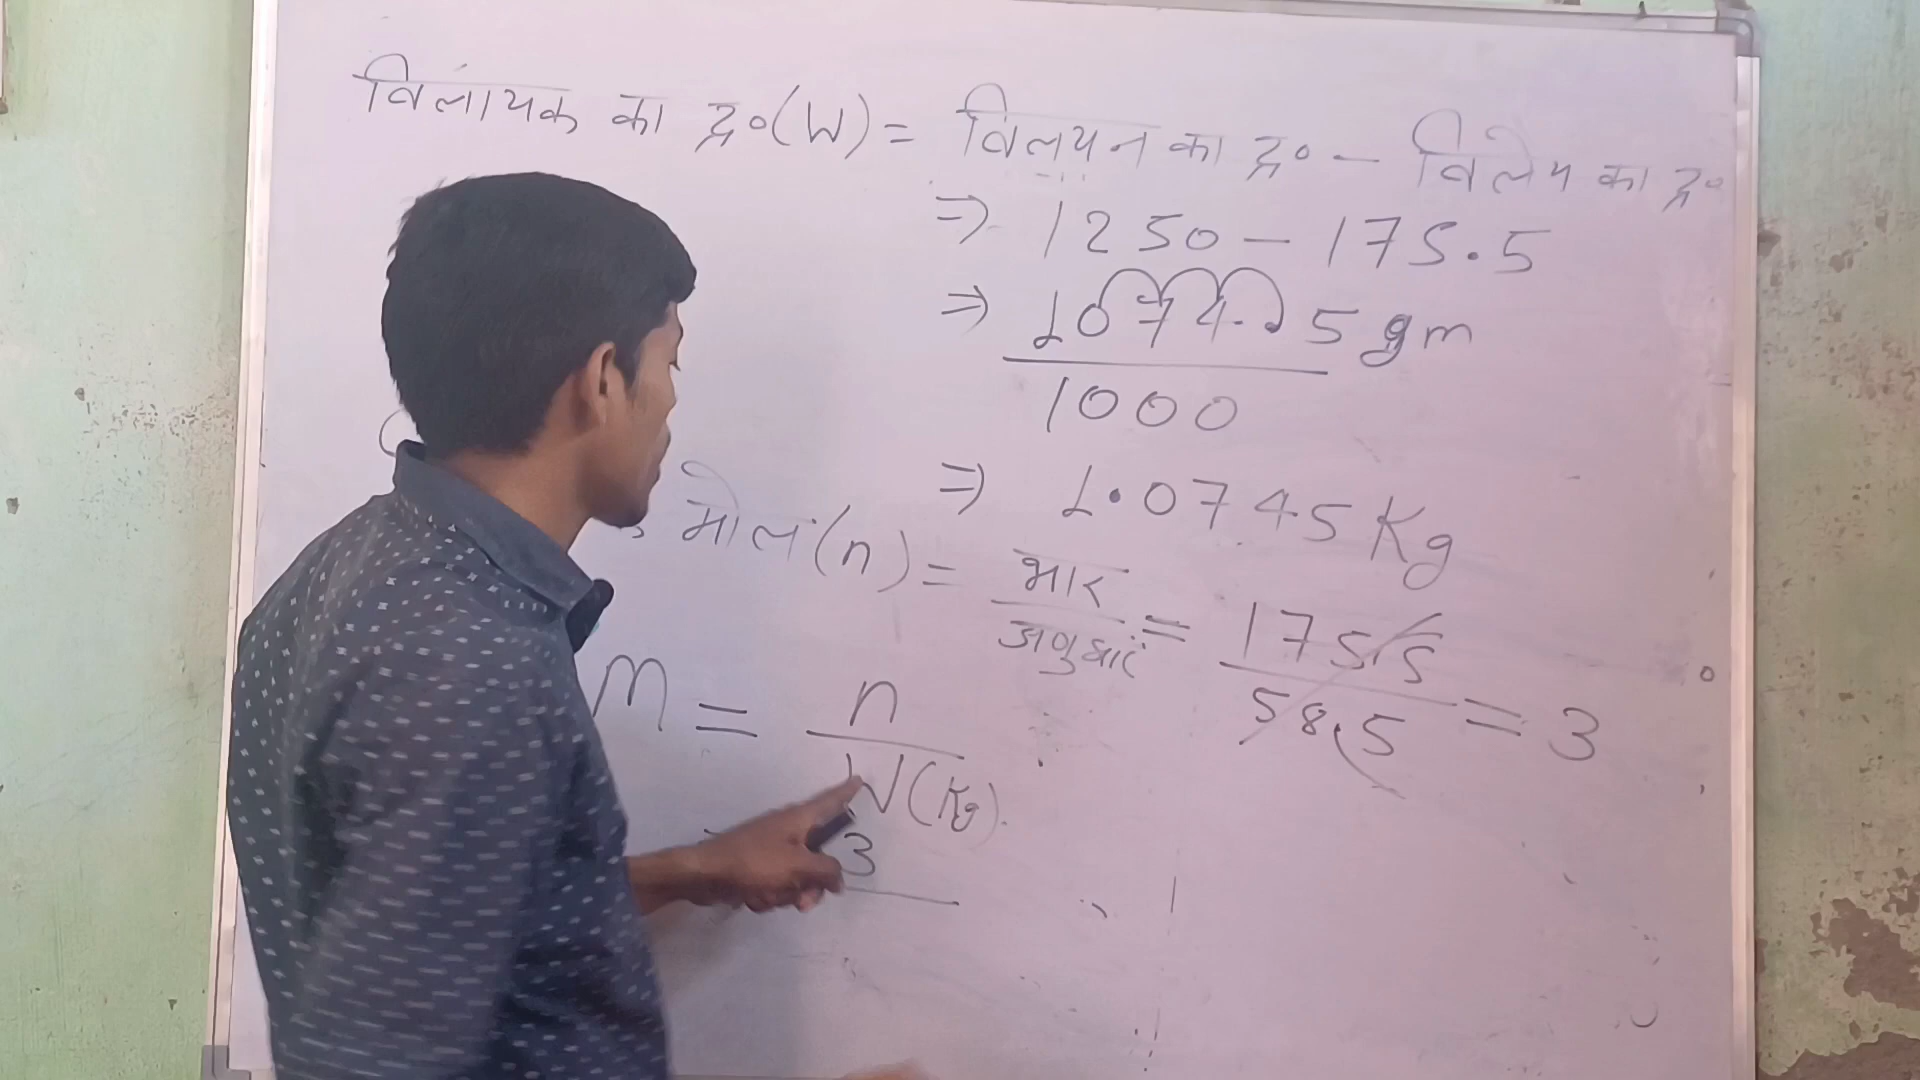 विलायक का द्र०(W) = विलयन का द्र० - विलेय का द्र०
⇒ 1250 - 175.5
⇒ 1074.5 gm
1000
⇒ 1.0745 Kg
मोल (n) = भार / अणुभार = 175.5 / 58.5 = 3
m = n / W(Kg)
3